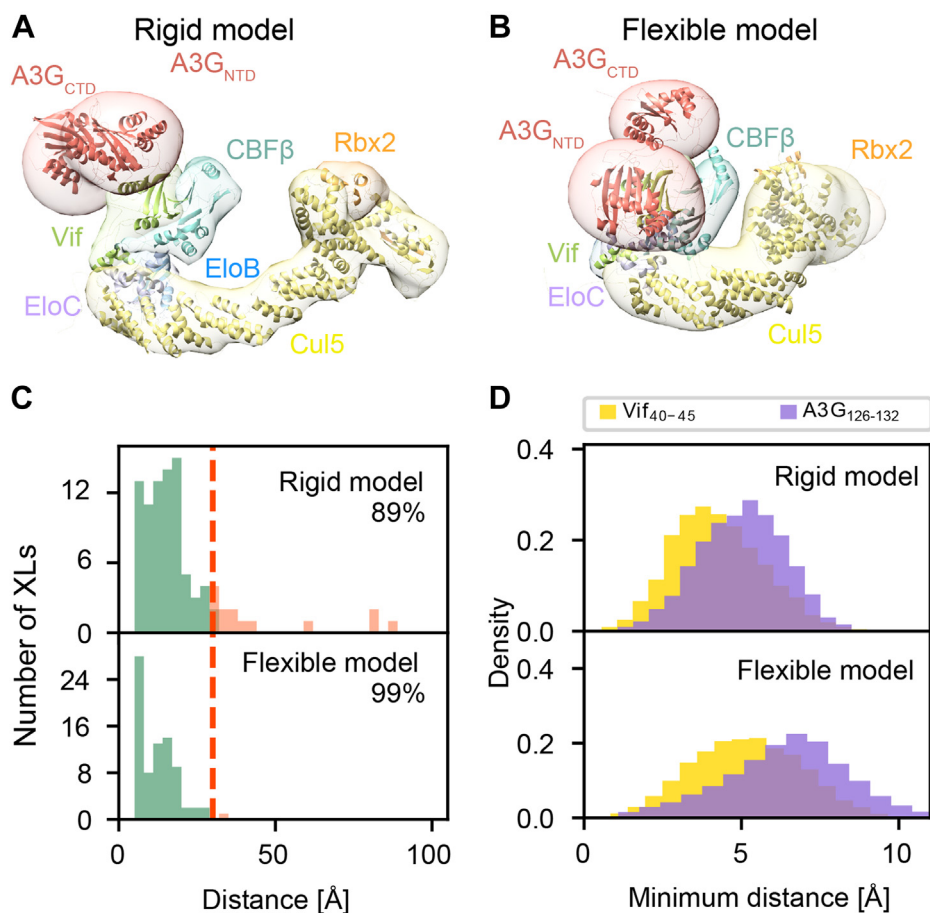 A
Rigid model
A3G_CTD
A3G_NTD
CBFβ
Rbx2
Vif
EloB
EloC
Cul5
B
Flexible model
A3G_CTD
A3G_NTD
CBFβ
Rbx2
Vif
EloC
Cul5
C
Number of XLs
12
6
0
Rigid model
89%
24
16
8
0
Flexible model
99%
0 50 100
Distance [Å]
D
Vif40–45 A3G126-132
Density
0.4
0.2
0.0
Rigid model
0.4
0.2
0.0
Flexible model
0 5 10
Minimum distance [Å]